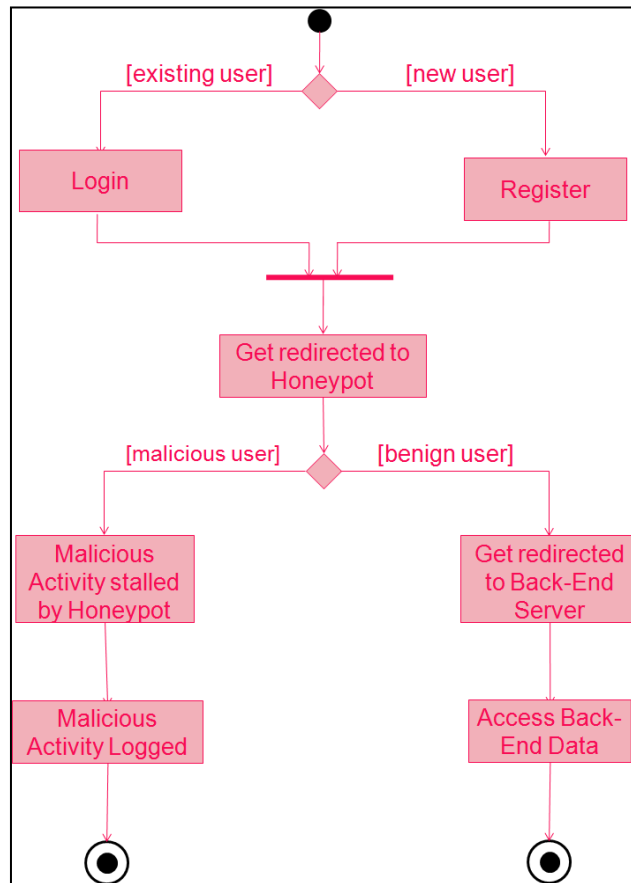 [existing user]
[new user]
Login
Register
Get redirected to
Honeypot
[malicious user]
[benign user]
Malicious
Activity stalled
by Honeypot
Get redirected
to Back-End
Server
Malicious
Activity Logged
Access Back-
End Data